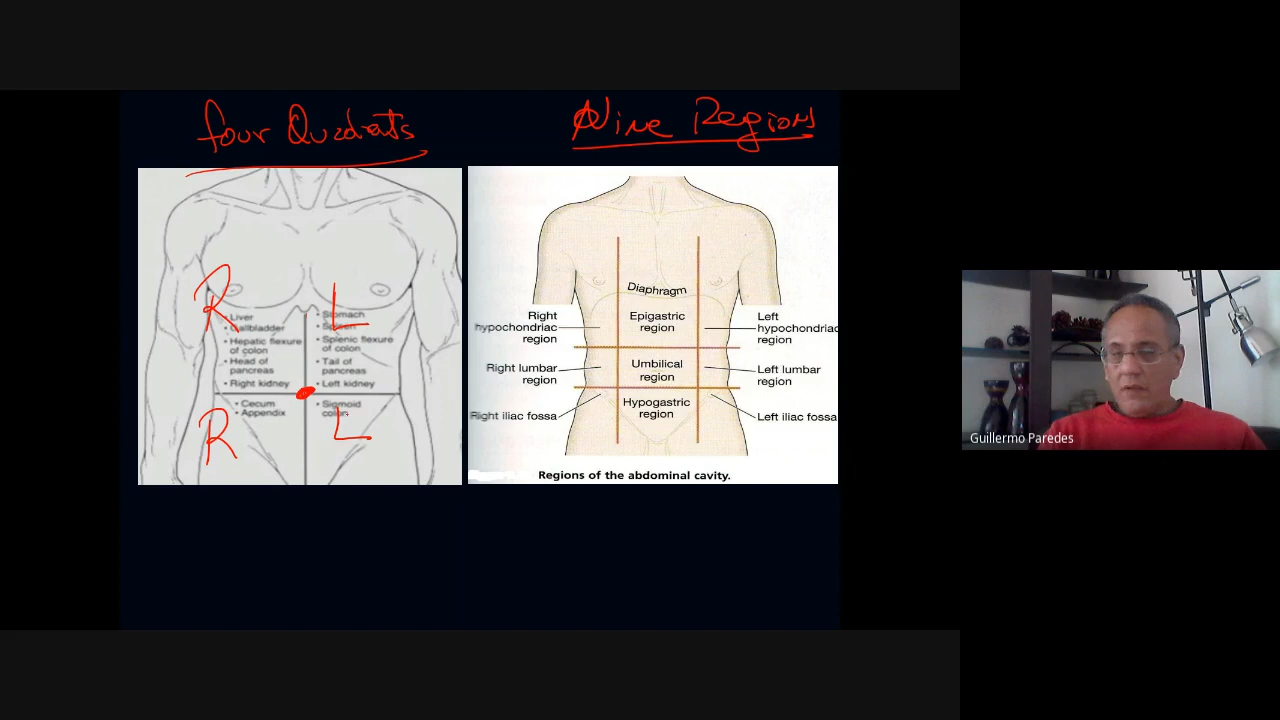 four Quadrats
Nine Regions
R
L
• Liver
• Gallbladder
• Hepatic flexure
of colon
• Head of
pancreas
• Right kidney
• Stomach
• Spleen
• Splenic flexure
of colon
• Tail of
pancreas
• Left kidney
R
L
• Cecum
• Appendix
• Sigmoid
colon
Diaphragm
Right
hypochondriac
region
Epigastric
region
Left
hypochondriac
region
Right lumbar
region
Umbilical
region
Left lumbar
region
Right iliac fossa
Hypogastric
region
Left iliac fossa
Regions of the abdominal cavity.
Guillermo Paredes